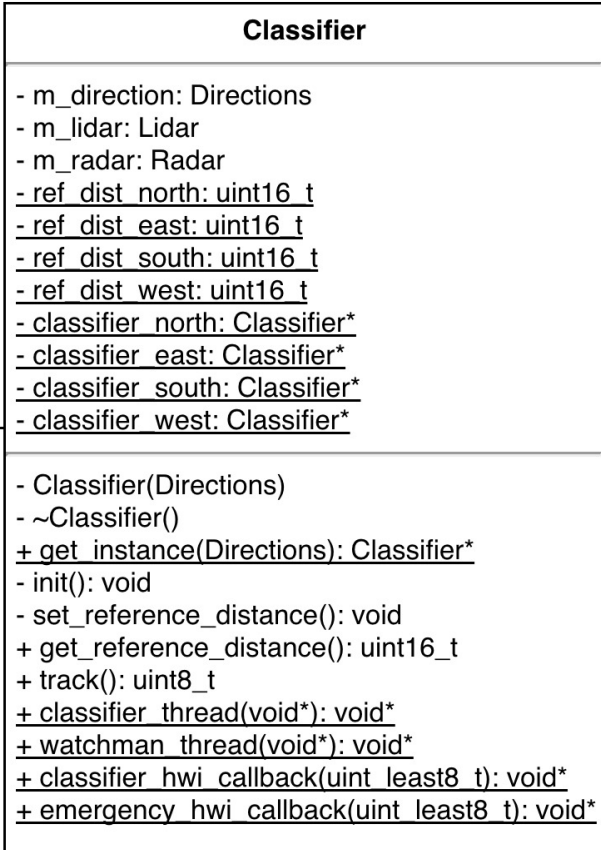 Classifier
- m_direction: Directions
- m_lidar: Lidar
- m_radar: Radar
- ref_dist_north: uint16_t
- ref_dist_east: uint16_t
- ref_dist_south: uint16_t
- ref_dist_west: uint16_t
- classifier_north: Classifier*
- classifier_east: Classifier*
- classifier_south: Classifier*
- classifier_west: Classifier*
- Classifier(Directions)
- ~Classifier()
+ get_instance(Directions): Classifier*
- init(): void
- set_reference_distance(): void
+ get_reference_distance(): uint16_t
+ track(): uint8_t
+ classifier_thread(void*): void*
+ watchman_thread(void*): void*
+ classifier_hwi_callback(uint_least8_t): void*
+ emergency_hwi_callback(uint_least8_t): void*